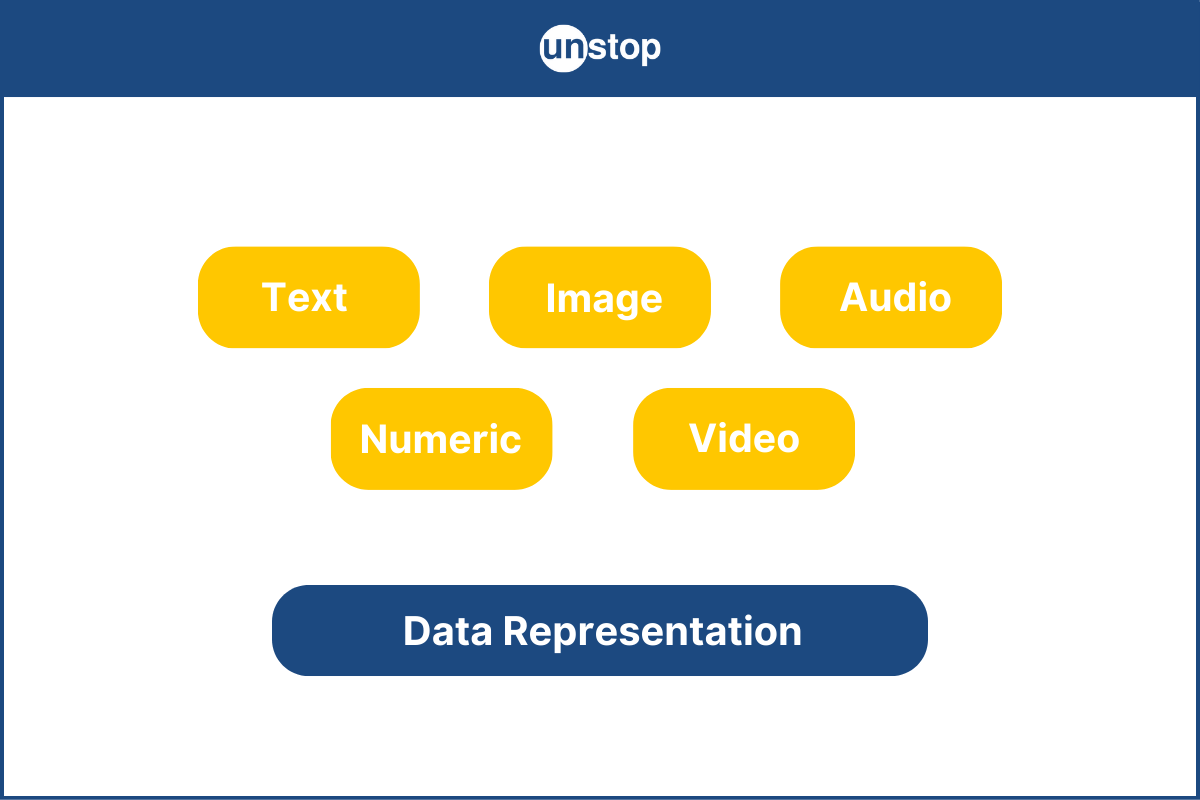 unstop
Text
Image
Audio
Numeric
Video
Data Representation